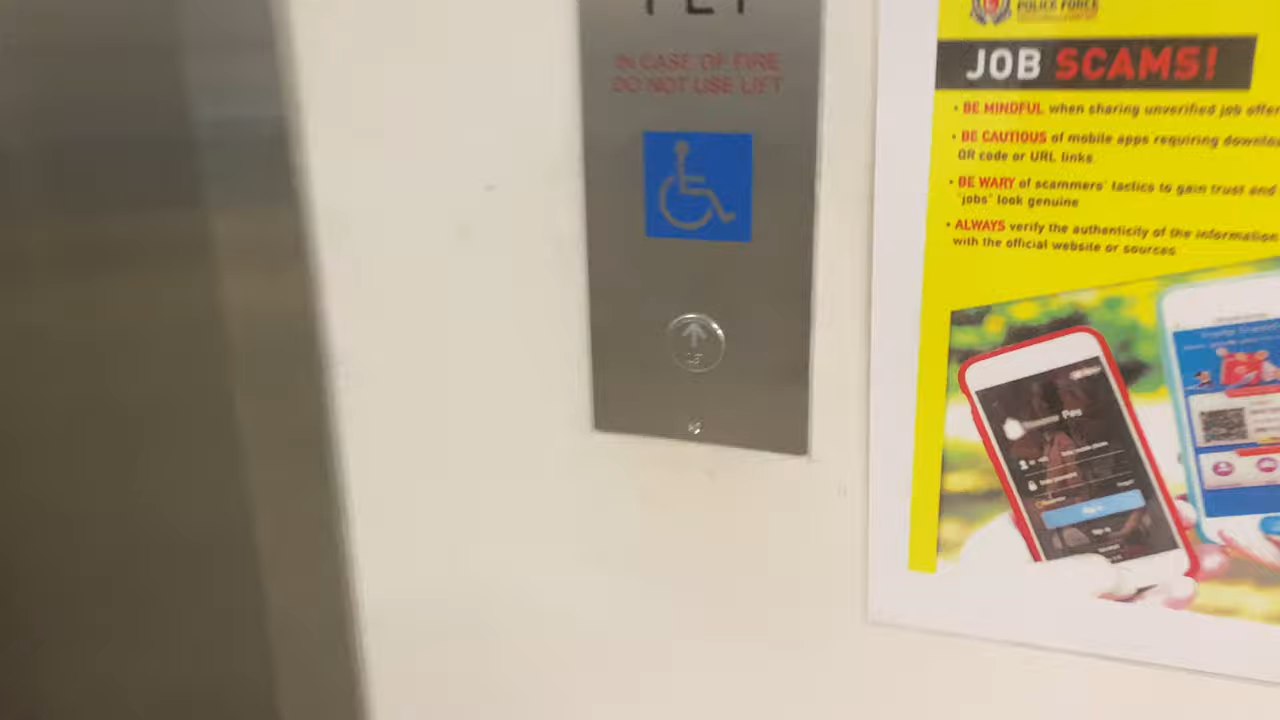 IN CASE OF FIRE
DO NOT USE LIFT
POLICE FORCE
JOB SCAMS!
• BE MINDFUL when sharing unverified job offer
• BE CAUTIOUS of mobile apps requiring downlo
QR code or URL links
• BE WARY of scammers' tactics to gain trust and
'jobs' look genuine
• ALWAYS verify the authenticity of the information
with the official website or sources
Pay